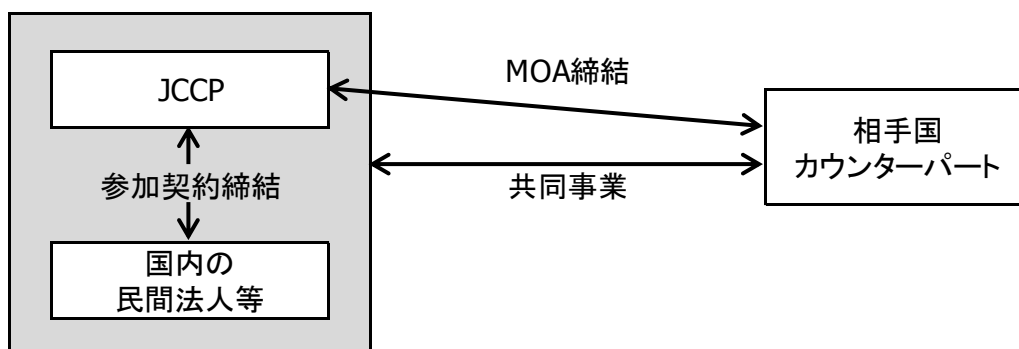 JCCP
MOA締結
相手国
カウンターパート
参加契約締結
共同事業
国内の
民間法人等